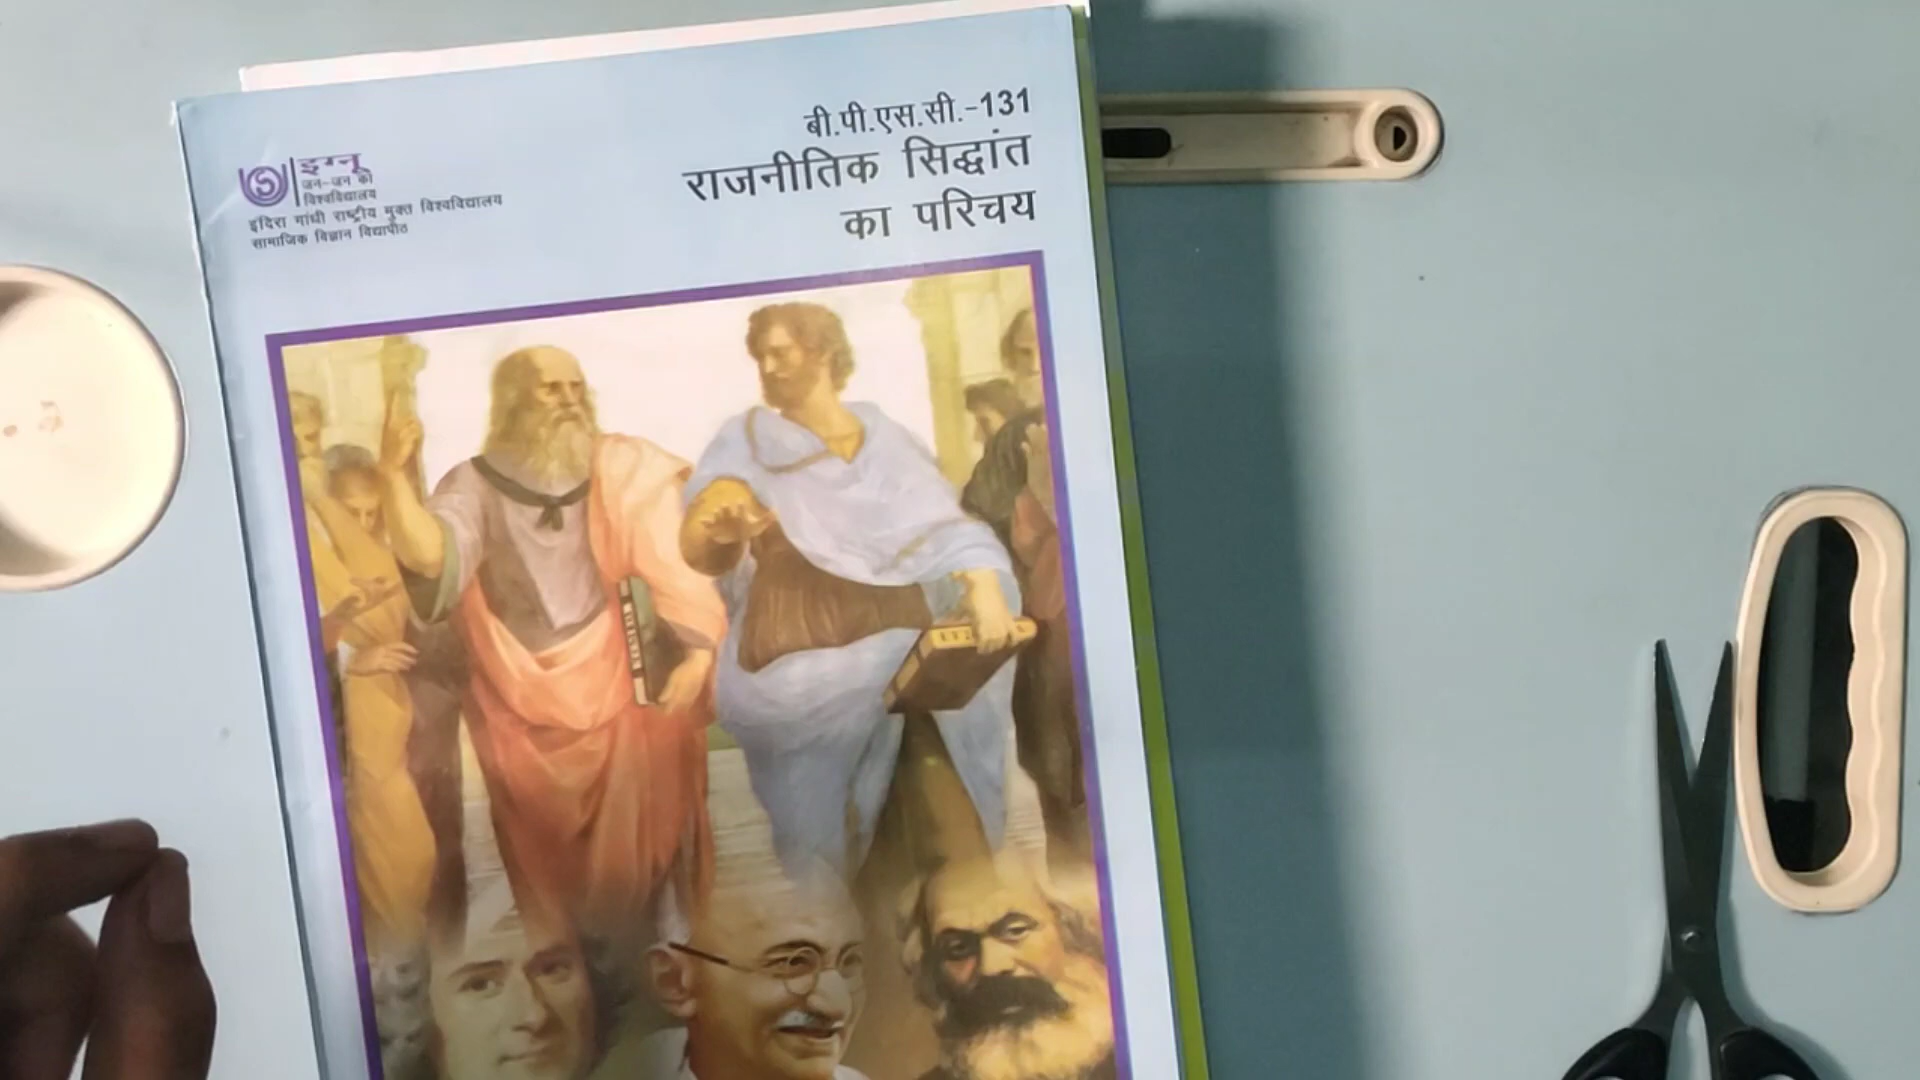 बी.पी.एस.सी.-131
राजनीतिक सिद्धांत
का परिचय
इग्नू
जन-जन का
विश्वविद्यालय
इंदिरा गांधी राष्ट्रीय मुक्त विश्वविद्यालय
सामाजिक विज्ञान विद्यापीठ